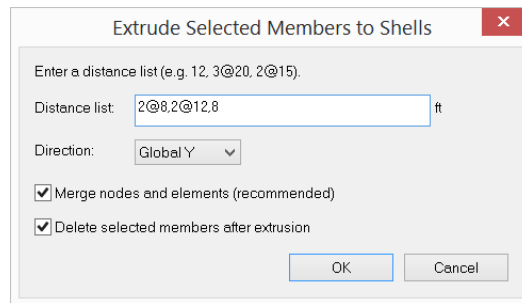 Extrude Selected Members to Shells
Enter a distance list (e.g. 12, 3@20, 2@15).
Distance list: 2@8,2@12,8 ft
Direction: Global Y
Merge nodes and elements (recommended)
Delete selected members after extrusion
OK Cancel